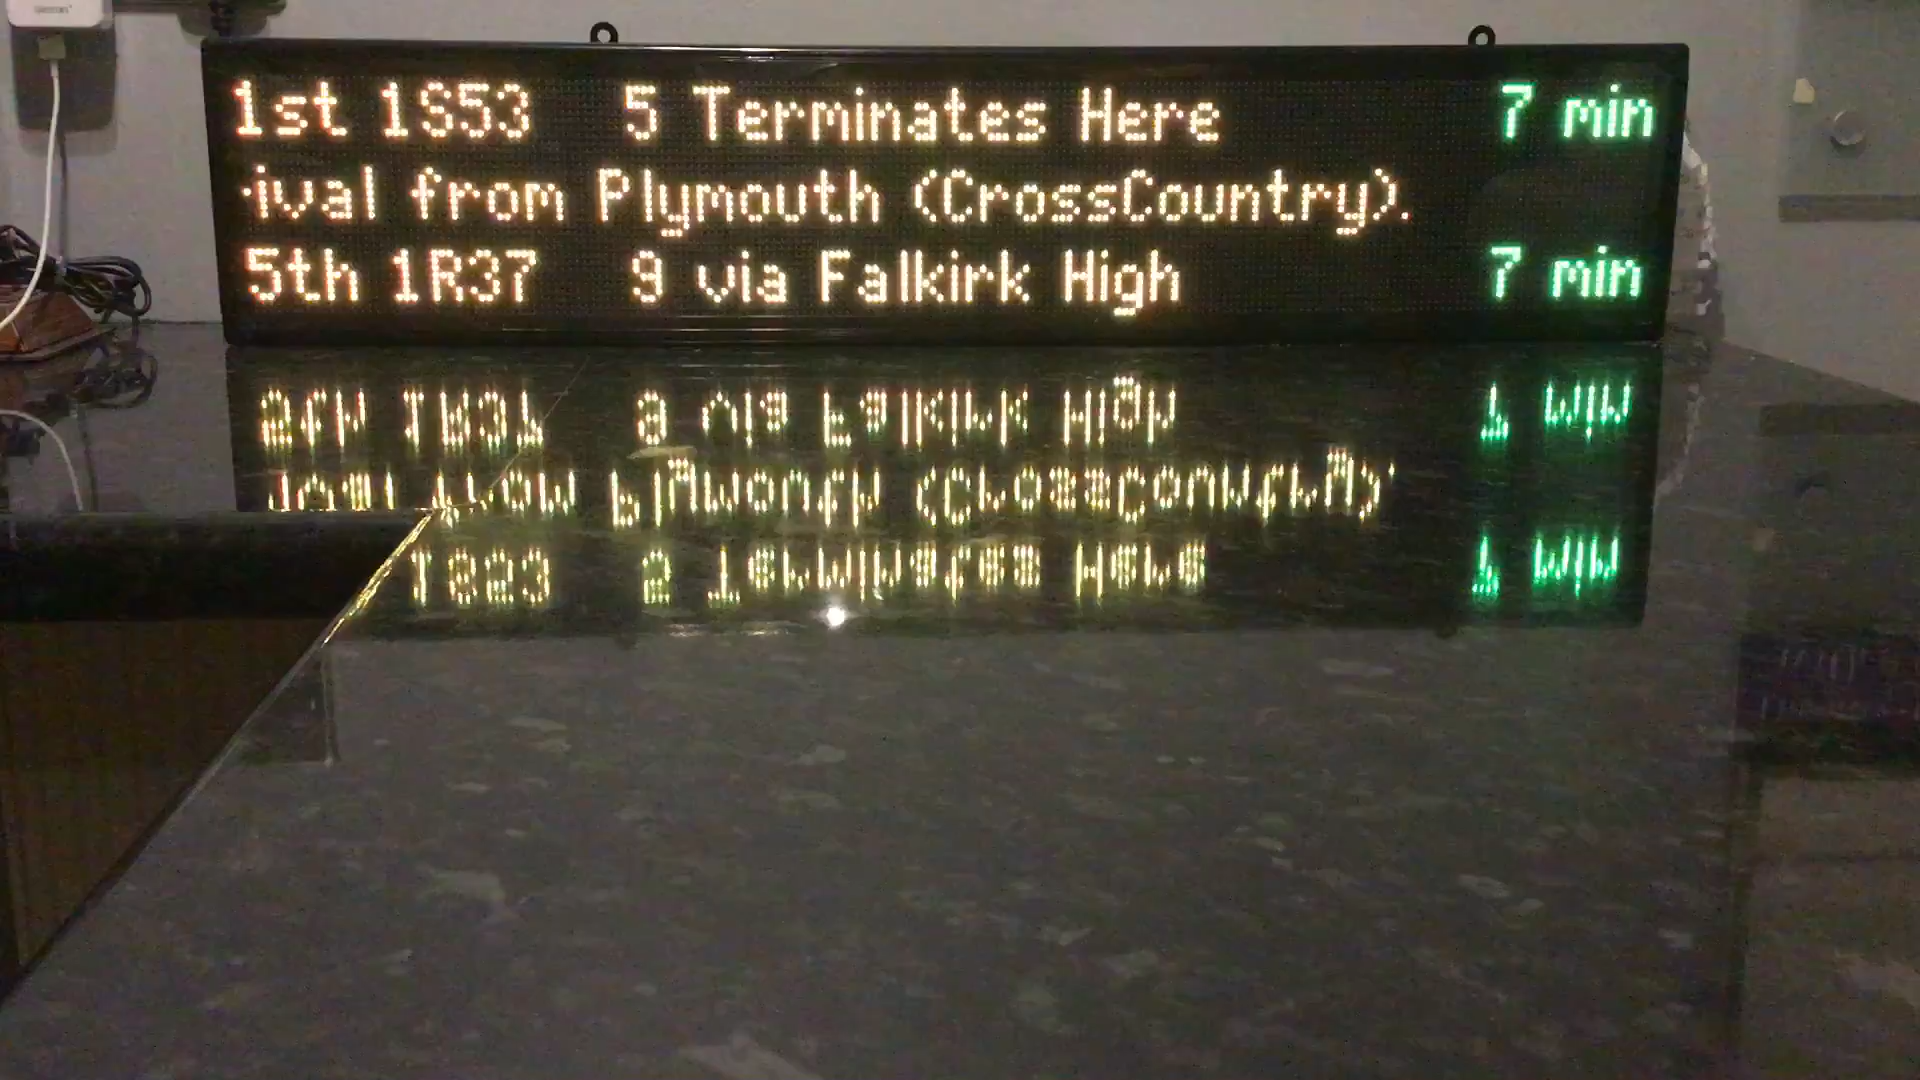 1st 1S53 5 Terminates Here 7 min
ival from Plymouth (CrossCountry).
5th 1R37 9 via Falkirk High 7 min